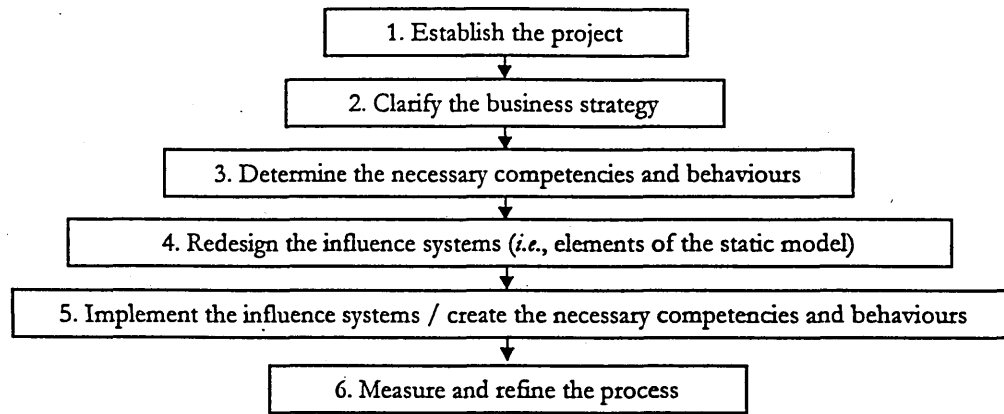 1. Establish the project
2. Clarify the business strategy
3. Determine the necessary competencies and behaviours
4. Redesign the influence systems (i.e., elements of the static model)
5. Implement the influence systems / create the necessary competencies and behaviours
6. Measure and refine the process